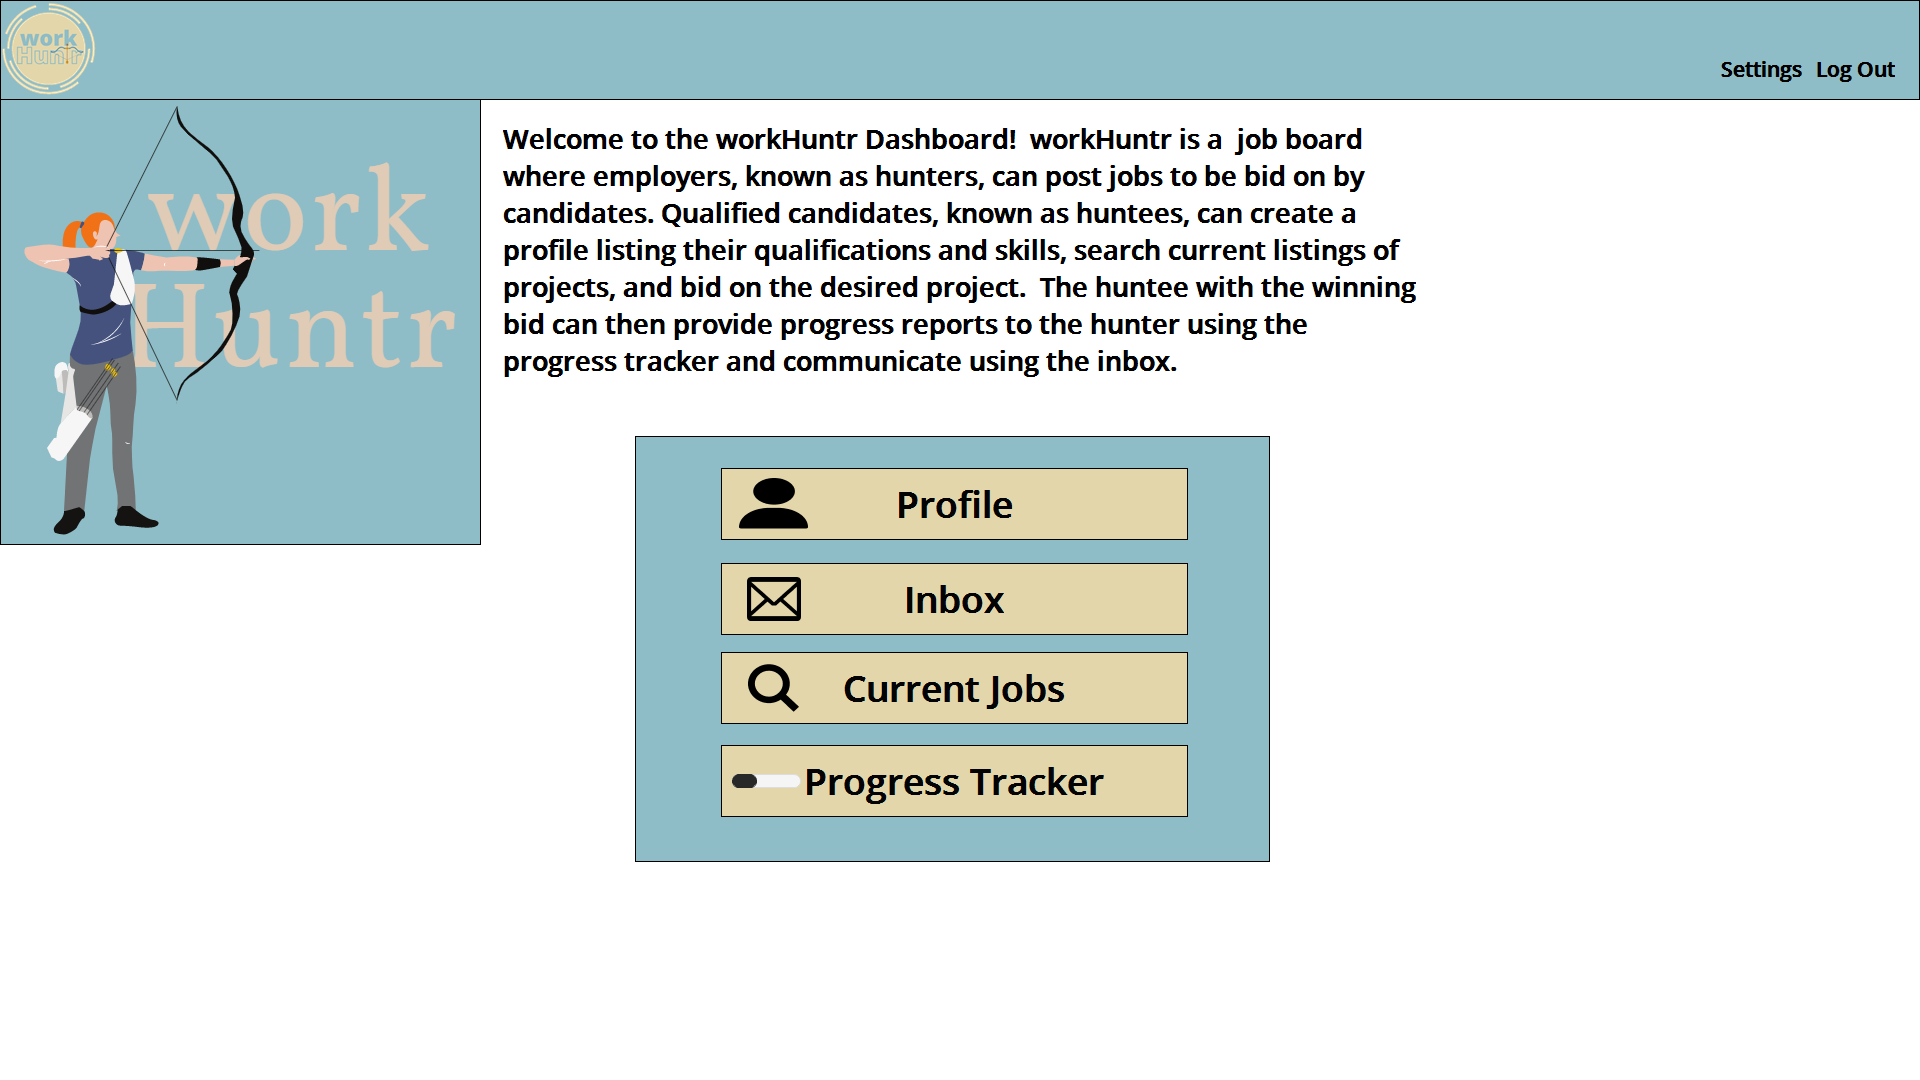 work
Huntr
Settings Log Out
work
Huntr
Welcome to the workHuntr Dashboard!  workHuntr is a  job board
where employers, known as hunters, can post jobs to be bid on by
candidates. Qualified candidates, known as huntees, can create a
profile listing their qualifications and skills, search current listings of
projects, and bid on the desired project.  The huntee with the winning
bid can then provide progress reports to the hunter using the
progress tracker and communicate using the inbox.
Profile
Inbox
Current Jobs
Progress Tracker